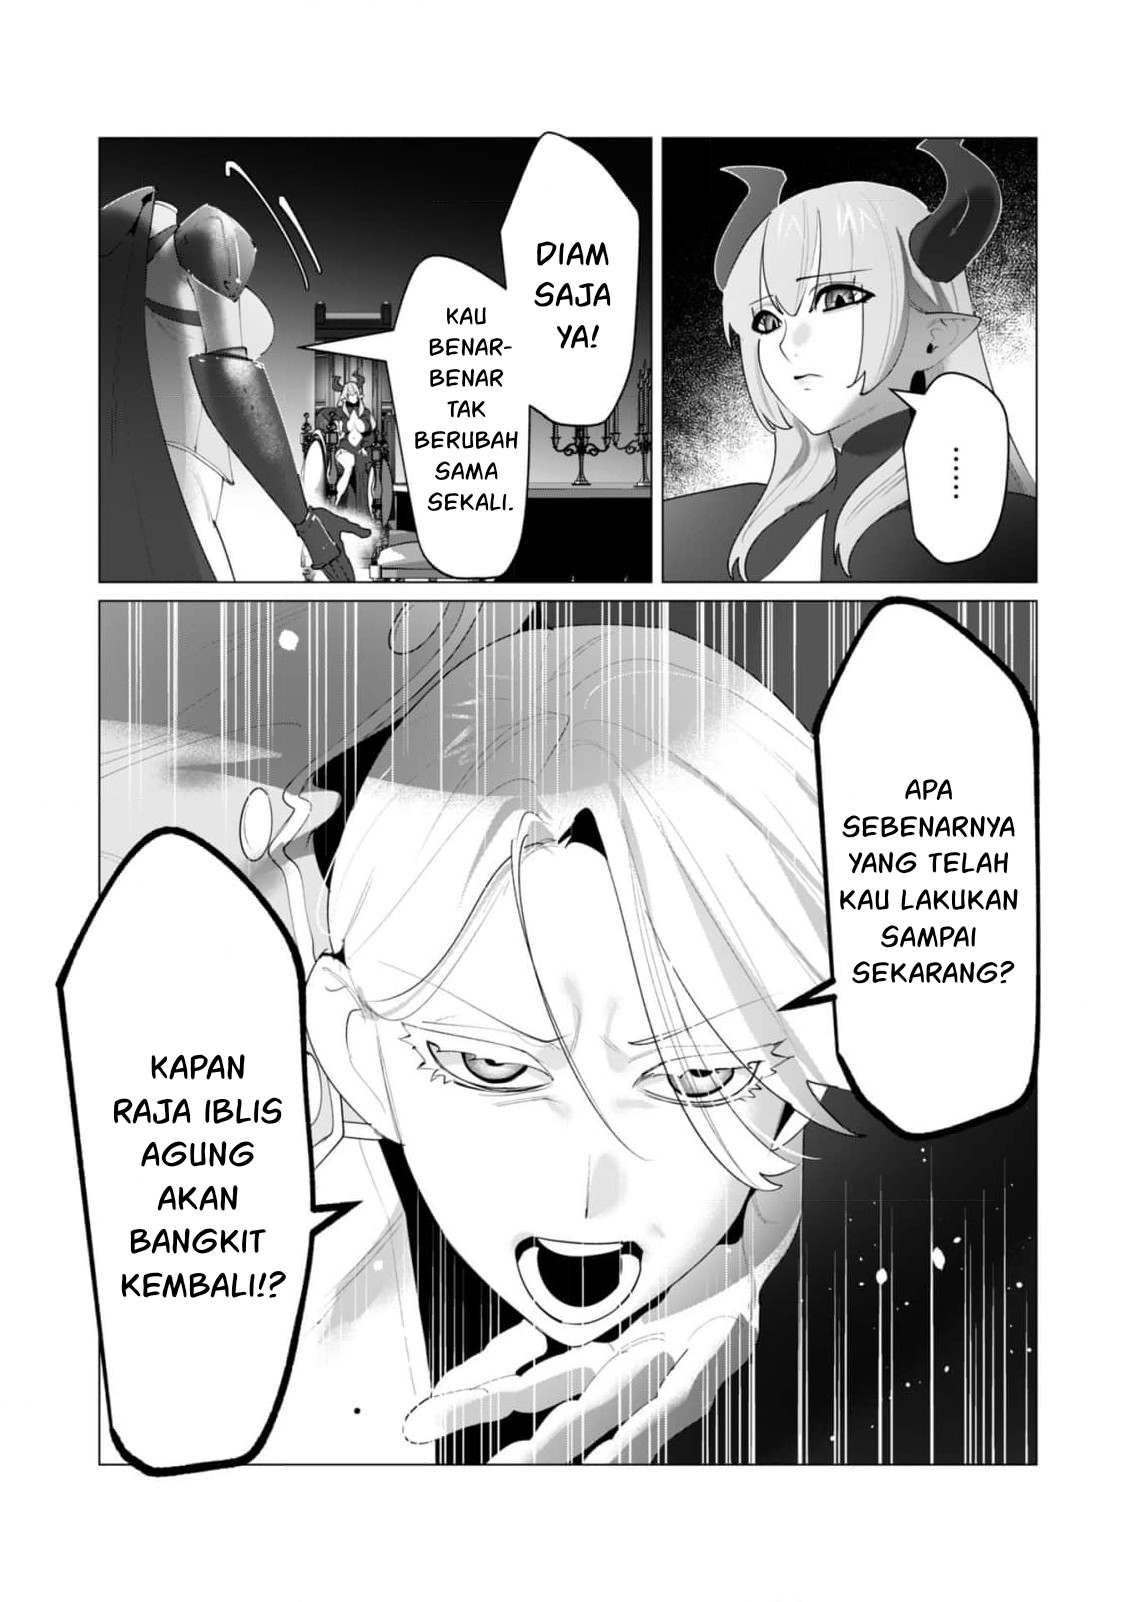 ........
DIAM
SAJA
YA!
KAU
BENAR-
BENAR
TAK
BERUBAH
SAMA
SEKALI.
APA
SEBENARNYA
YANG TELAH
KAU LAKUKAN
SAMPAI
SEKARANG?
KAPAN
RAJA IBLIS
AGUNG
AKAN
BANGKIT
KEMBALI!?